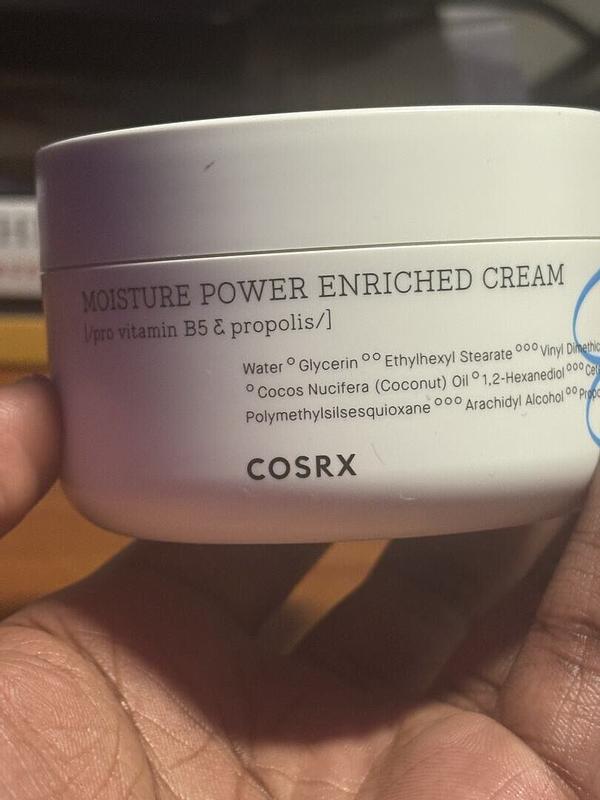 MOISTURE POWER ENRICHED CREAM
[/pro vitamin B5 & propolis/]
Water ° Glycerin °° Ethylhexyl Stearate °°° Vinyl
° Cocos Nucifera (Coconut) Oil ° 1,2-Hexanediol °°°
Polymethylsilsesquioxane °°° Arachidyl Alcohol °°
COSRX